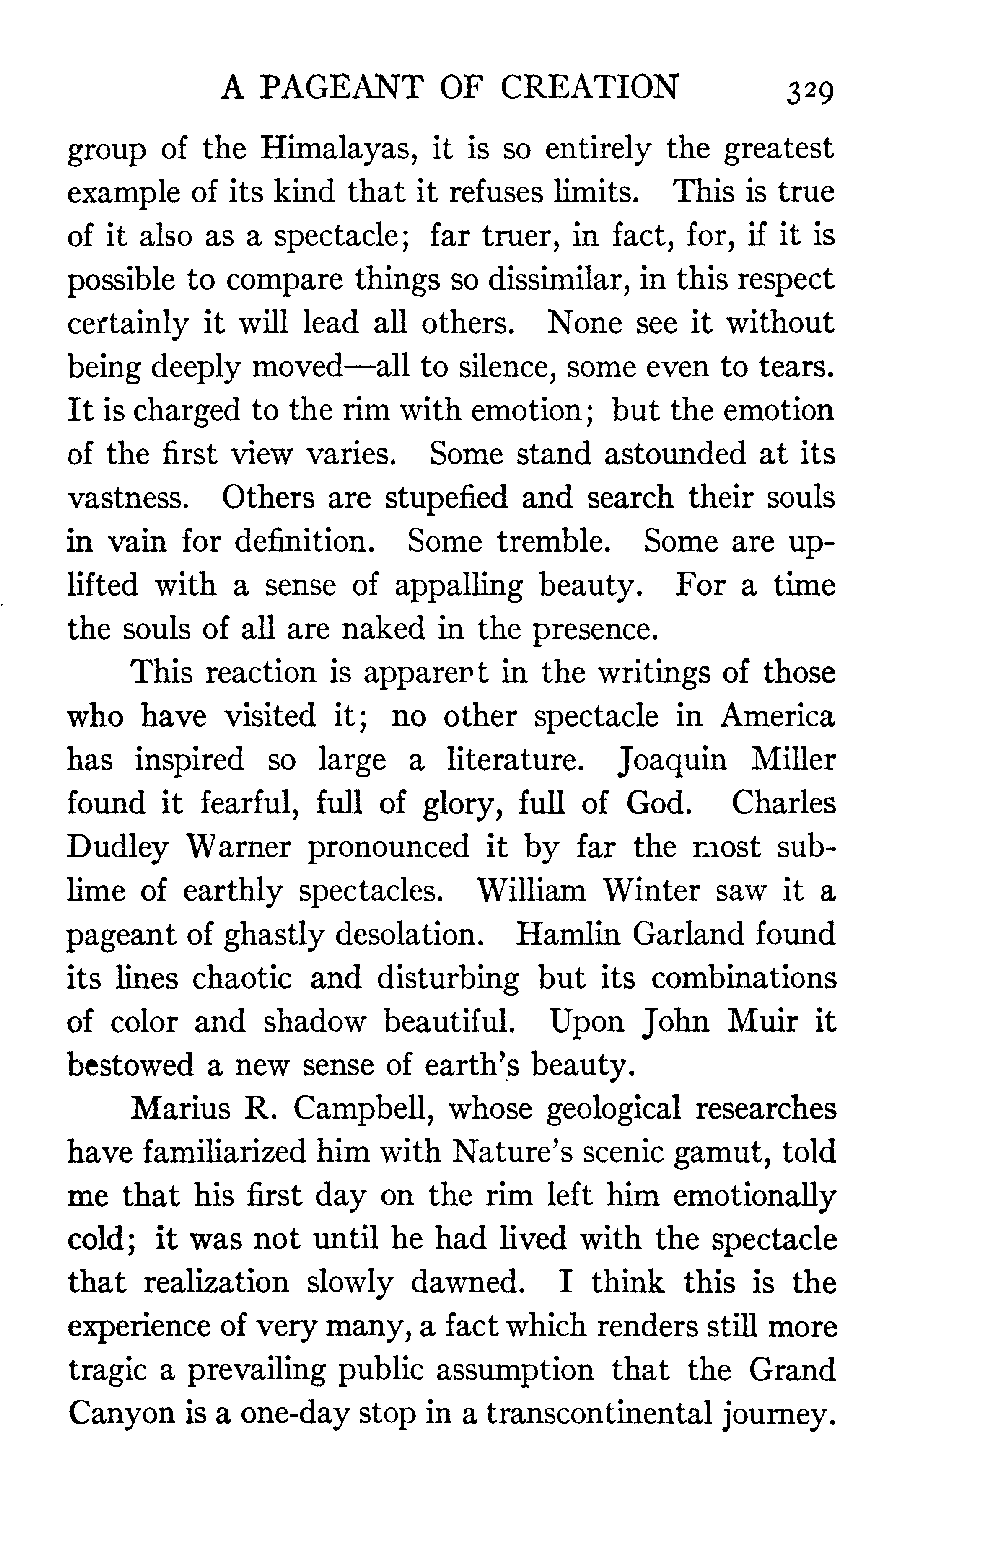 A PAGEANT OF CREATION 329
group of the Himalayas, it is so entirely the greatest
example of its kind that it refuses limits. This is true
of it also as a spectacle; far truer, in fact, for, if it is
possible to compare things so dissimilar, in this respect
certainly it will lead all others. None see it without
being deeply moved—all to silence, some even to tears.
It is charged to the rim with emotion; but the emotion
of the first view varies. Some stand astounded at its
vastness. Others are stupefied and search their souls
in vain for definition. Some tremble. Some are up-
lifted with a sense of appalling beauty. For a time
the souls of all are naked in the presence.
This reaction is apparent in the writings of those
who have visited it; no other spectacle in America
has inspired so large a literature. Joaquin Miller
found it fearful, full of glory, full of God. Charles
Dudley Warner pronounced it by far the most sub-
lime of earthly spectacles. William Winter saw it a
pageant of ghastly desolation. Hamlin Garland found
its lines chaotic and disturbing but its combinations
of color and shadow beautiful. Upon John Muir it
bestowed a new sense of earth's beauty.
Marius R. Campbell, whose geological researches
have familiarized him with Nature's scenic gamut, told
me that his first day on the rim left him emotionally
cold; it was not until he had lived with the spectacle
that realization slowly dawned. I think this is the
experience of very many, a fact which renders still more
tragic a prevailing public assumption that the Grand
Canyon is a one-day stop in a transcontinental journey.